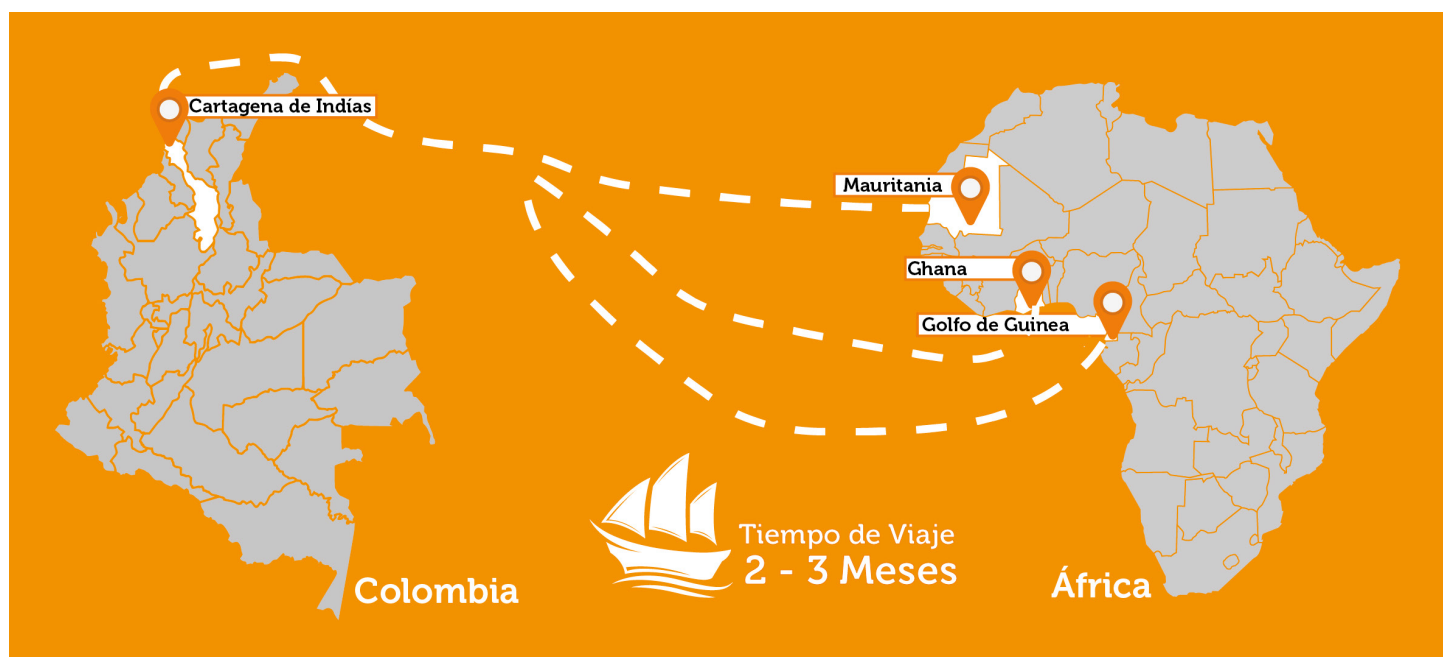 Cartagena de Indías
Mauritania
Ghana
Golfo de Guinea
Tiempo de Viaje
2 - 3 Meses
Colombia
África